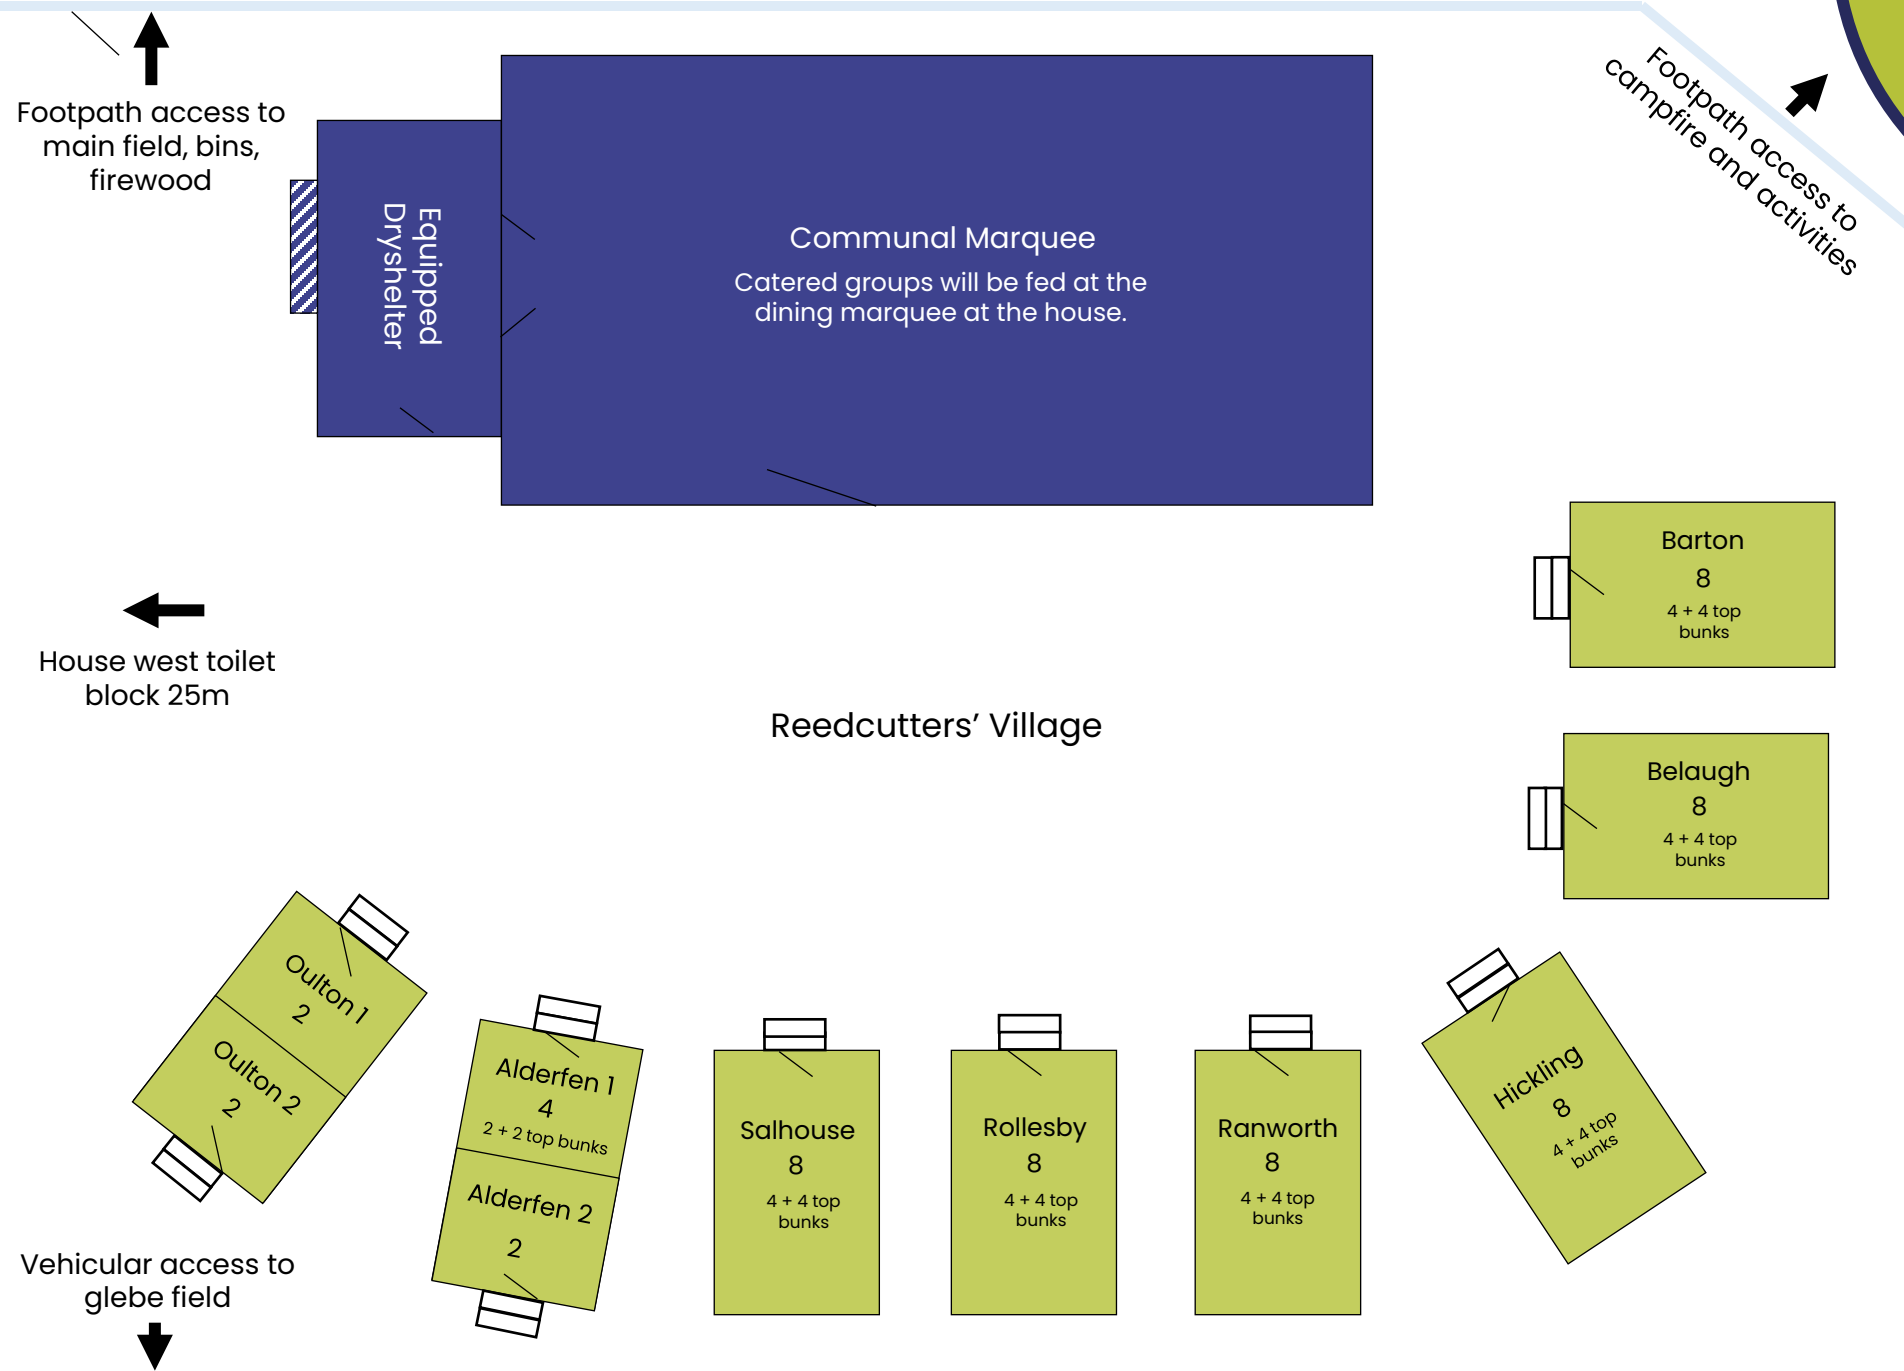 Footpath access to
main field, bins,
firewood
Equipped
Dryshelter
Communal Marquee
Catered groups will be fed at the
dining marquee at the house.
Footpath access to
campfire and activities
Barton
8
4 + 4 top
bunks
House west toilet
block 25m
Reedcutters’ Village
Belaugh
8
4 + 4 top
bunks
Oulton 1
2
Oulton 2
2
Alderfen 1
4
2 + 2 top bunks
Alderfen 2
2
Salhouse
8
4 + 4 top
bunks
Rollesby
8
4 + 4 top
bunks
Ranworth
8
4 + 4 top
bunks
Hickling
8
4 + 4 top
bunks
Vehicular access to
glebe field